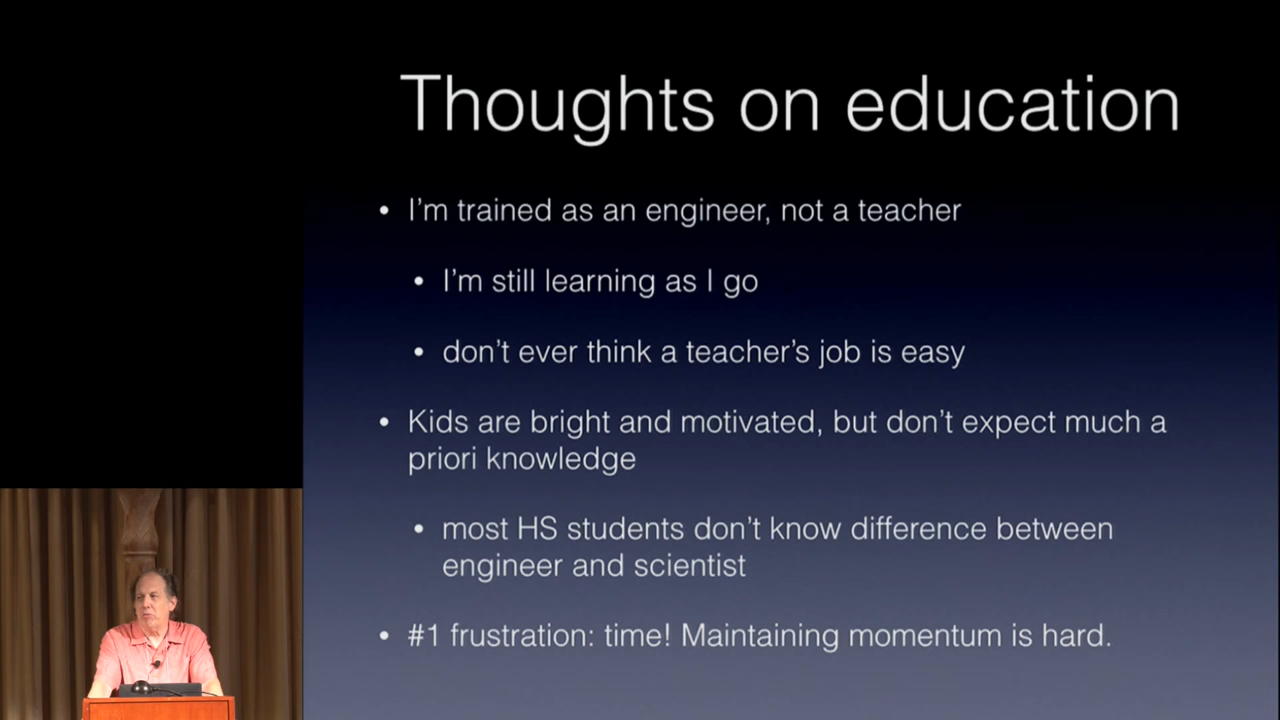 Thoughts on education
• I'm trained as an engineer, not a teacher
• I'm still learning as I go
• don't ever think a teacher's job is easy
• Kids are bright and motivated, but don't expect much a
priori knowledge
• most HS students don't know difference between
engineer and scientist
• #1 frustration: time! Maintaining momentum is hard.